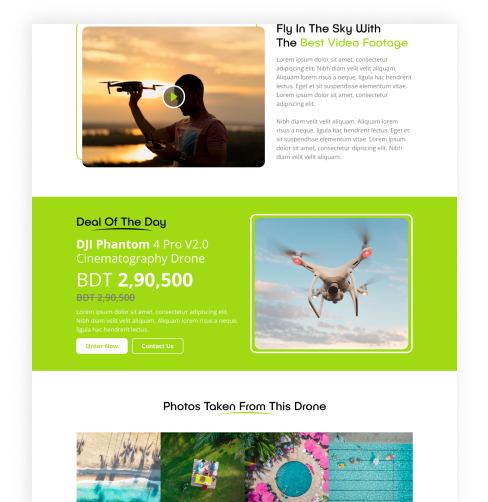 Fly In The Sky With
The Best Video Footage
Lorem ipsum dolor sit amet, consectetur
adipiscing elit. Nibh diam velit velit aliquam.
Aliquam lorem risus a neque, ligula hac hendrerit
risus, et sit suspendisse elementum vitae.
Lorem ipsum dolor sit amet, consectetur
adipiscing elit.
Nibh diam velit velit aliquam. Aliquam lorem
risus a neque, ligula hac hendrerit risus. Eget et
sit suspendisse elementum vitae. Lorem ipsum
dolor sit amet, consectetur dipiscing elit. Nibh
diam velit velit aliquam.
Deal Of The Day
DJI Phantom 4 Pro V2.0
Cinematography Drone
BDT 2,90,500
BDT 2,90,500
Lorem ipsum dolor sit amet, consectetur adipiscing elit.
Nibh diam velit velit aliquam. Aliquam lorem risus a neque,
ligula hac hendrerit lectus.
Order Now
Contact Us
Photos Taken From This Drone